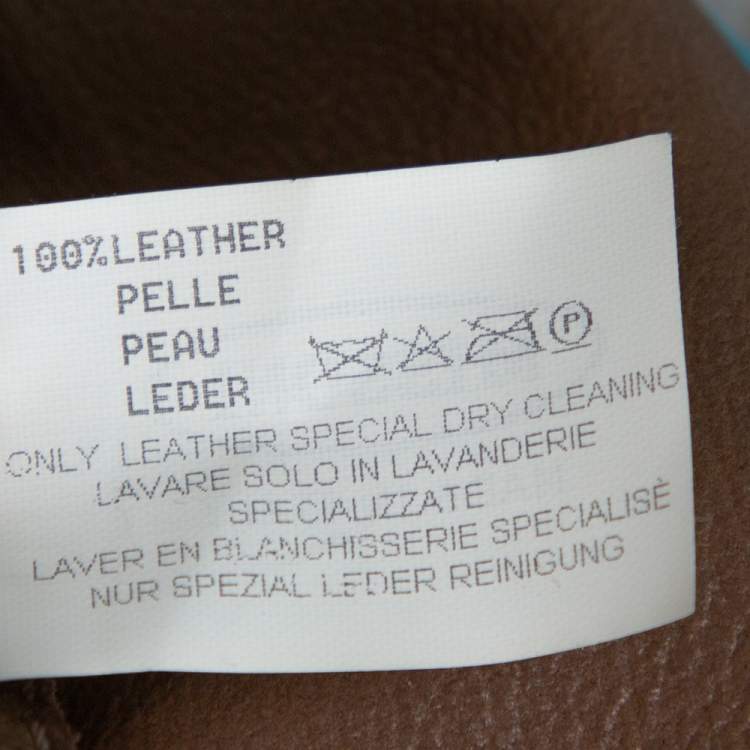 100%LEATHER
PELLE
PEAU
LEDER
P
ONLY LEATHER SPECIAL DRY CLEANING
LAVARE SOLO IN LAVANDERIE
SPECIALIZZATE
LAVER EN BLANCHISSERIE SPECIALISÈ
NUR SPEZIAL LEDER REINIGUNG